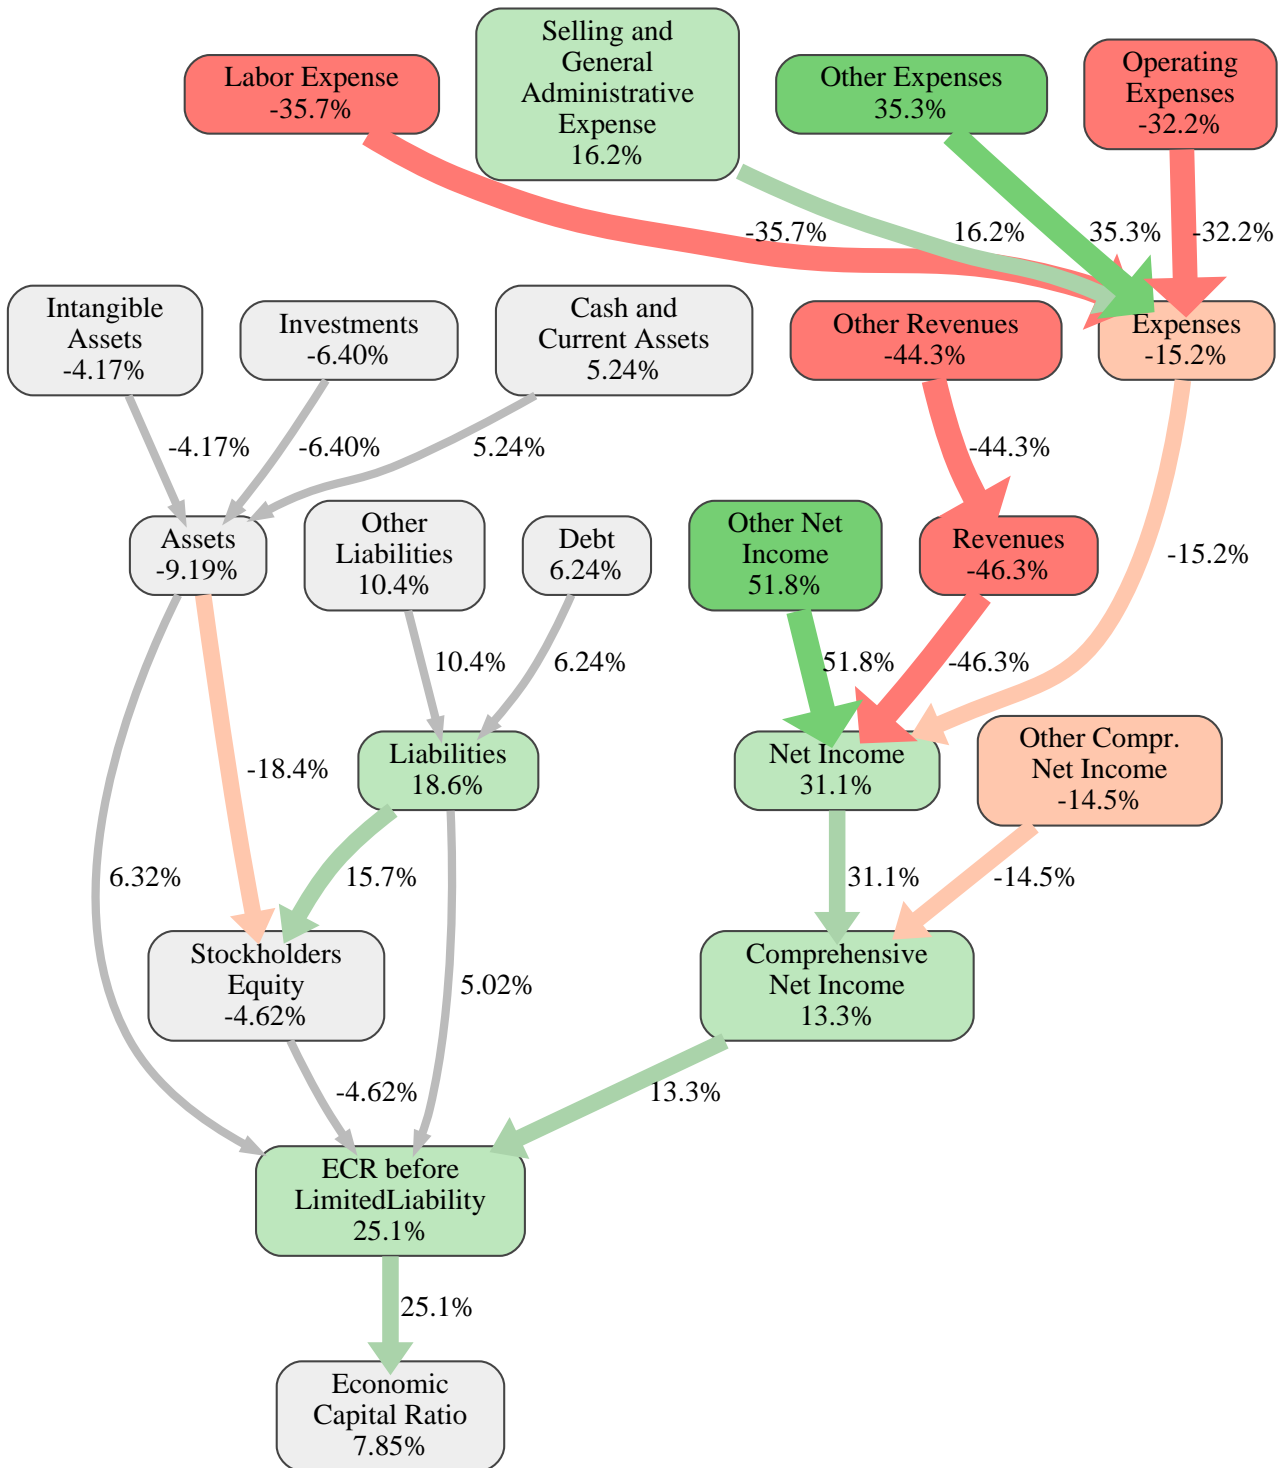 Labor Expense
-35.7%
Selling and
General
Administrative
Expense
16.2%
Other Expenses
35.3%
Operating
Expenses
-32.2%
-35.7%
16.2%
35.3%
-32.2%
Intangible
Assets
-4.17%
Investments
-6.40%
Cash and
Current Assets
5.24%
Other Revenues
-44.3%
Expenses
-15.2%
-4.17%
-6.40%
5.24%
-44.3%
-15.2%
Assets
-9.19%
Other
Liabilities
10.4%
Debt
6.24%
Other Net
Income
51.8%
Revenues
-46.3%
10.4%
6.24%
51.8%
-46.3%
-18.4%
Liabilities
18.6%
Net Income
31.1%
Other Compr.
Net Income
-14.5%
6.32%
15.7%
31.1%
-14.5%
Stockholders
Equity
-4.62%
5.02%
Comprehensive
Net Income
13.3%
-4.62%
13.3%
ECR before
LimitedLiability
25.1%
25.1%
Economic
Capital Ratio
7.85%